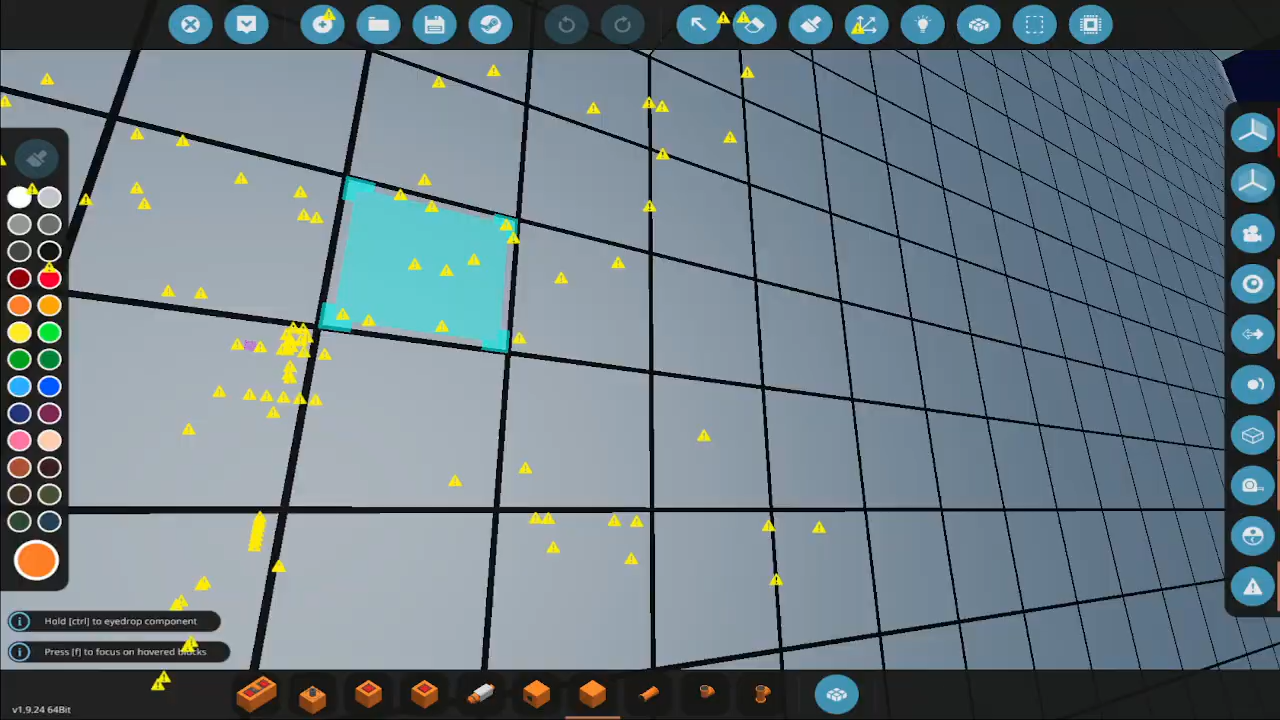 Hold [ctrl] to eyedrop component
Press [f] to focus on hovered blocks
v1.9.24 64Bit